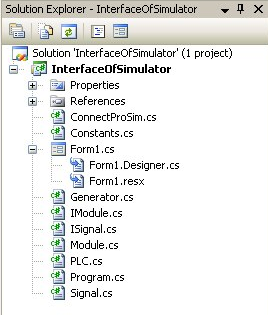 Solution Explorer - InterfaceOfSimulator
Solution 'InterfaceOfSimulator' (1 project)
InterfaceOfSimulator
Properties
References
ConnectProSim.cs
Constants.cs
Form1.cs
Form1.Designer.cs
Form1.resx
Generator.cs
IModule.cs
ISignal.cs
Module.cs
PLC.cs
Program.cs
Signal.cs